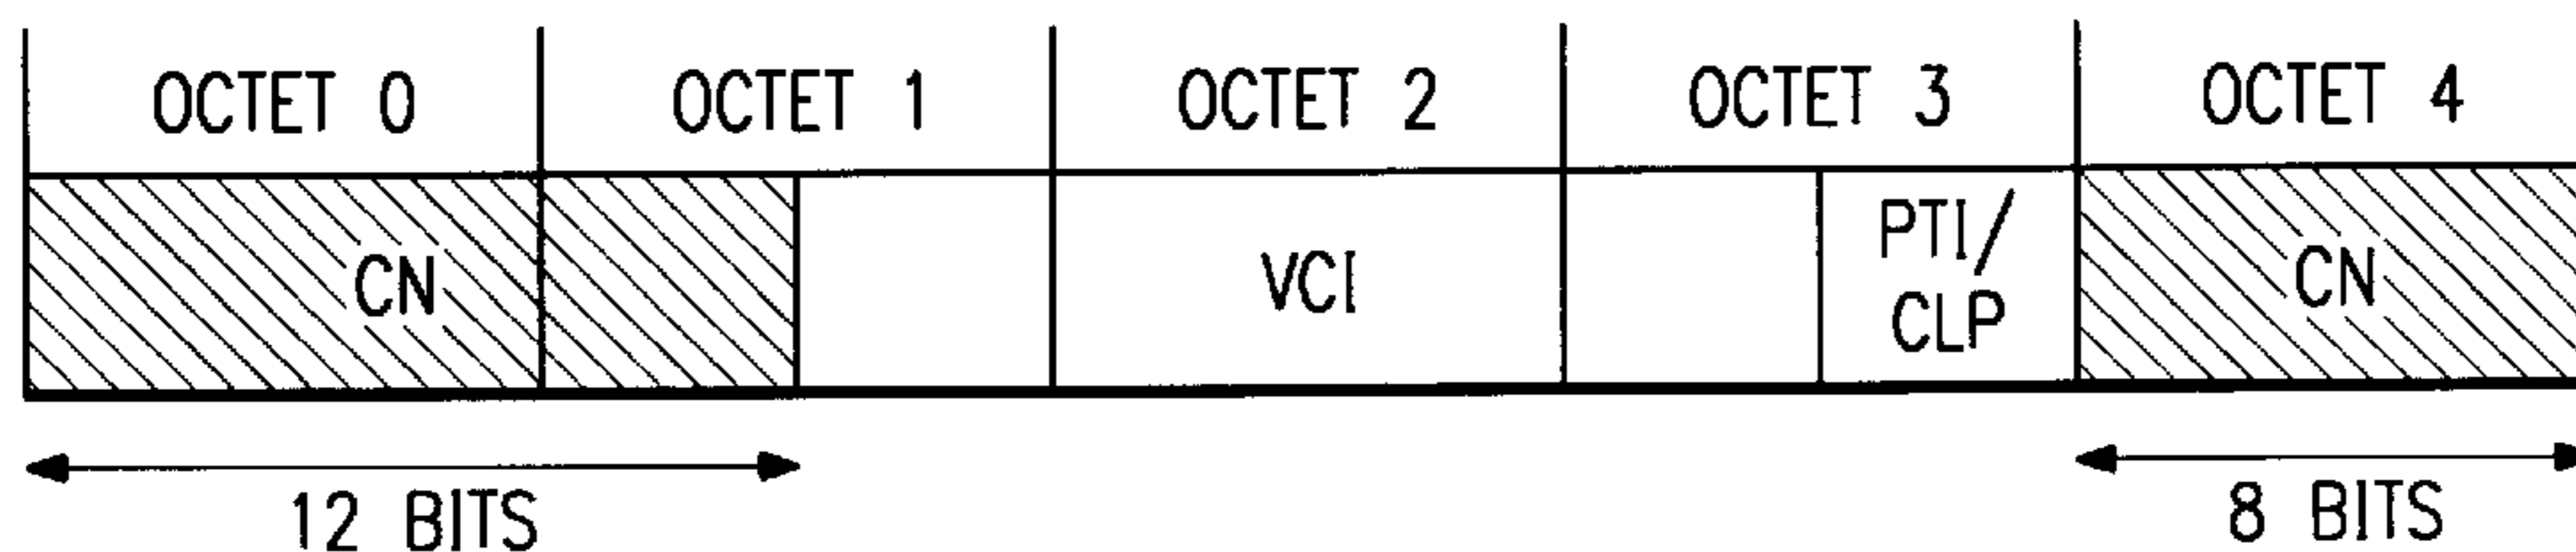 OCTET 0 OCTET 1 OCTET 2 OCTET 3 OCTET 4
CN VCI PTI/ CLP CN
12 BITS 8 BITS